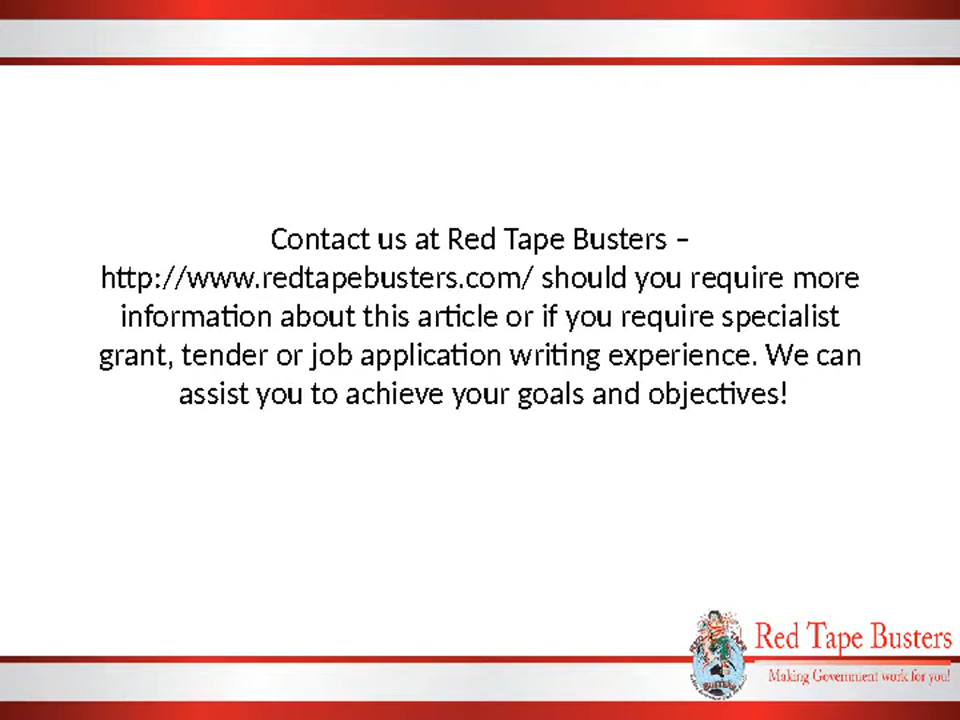 Contact us at Red Tape Busters –
http://www.redtapebusters.com/ should you require more
information about this article or if you require specialist
grant, tender or job application writing experience. We can
assist you to achieve your goals and objectives!
Red Tape Busters
Making Government work for you!